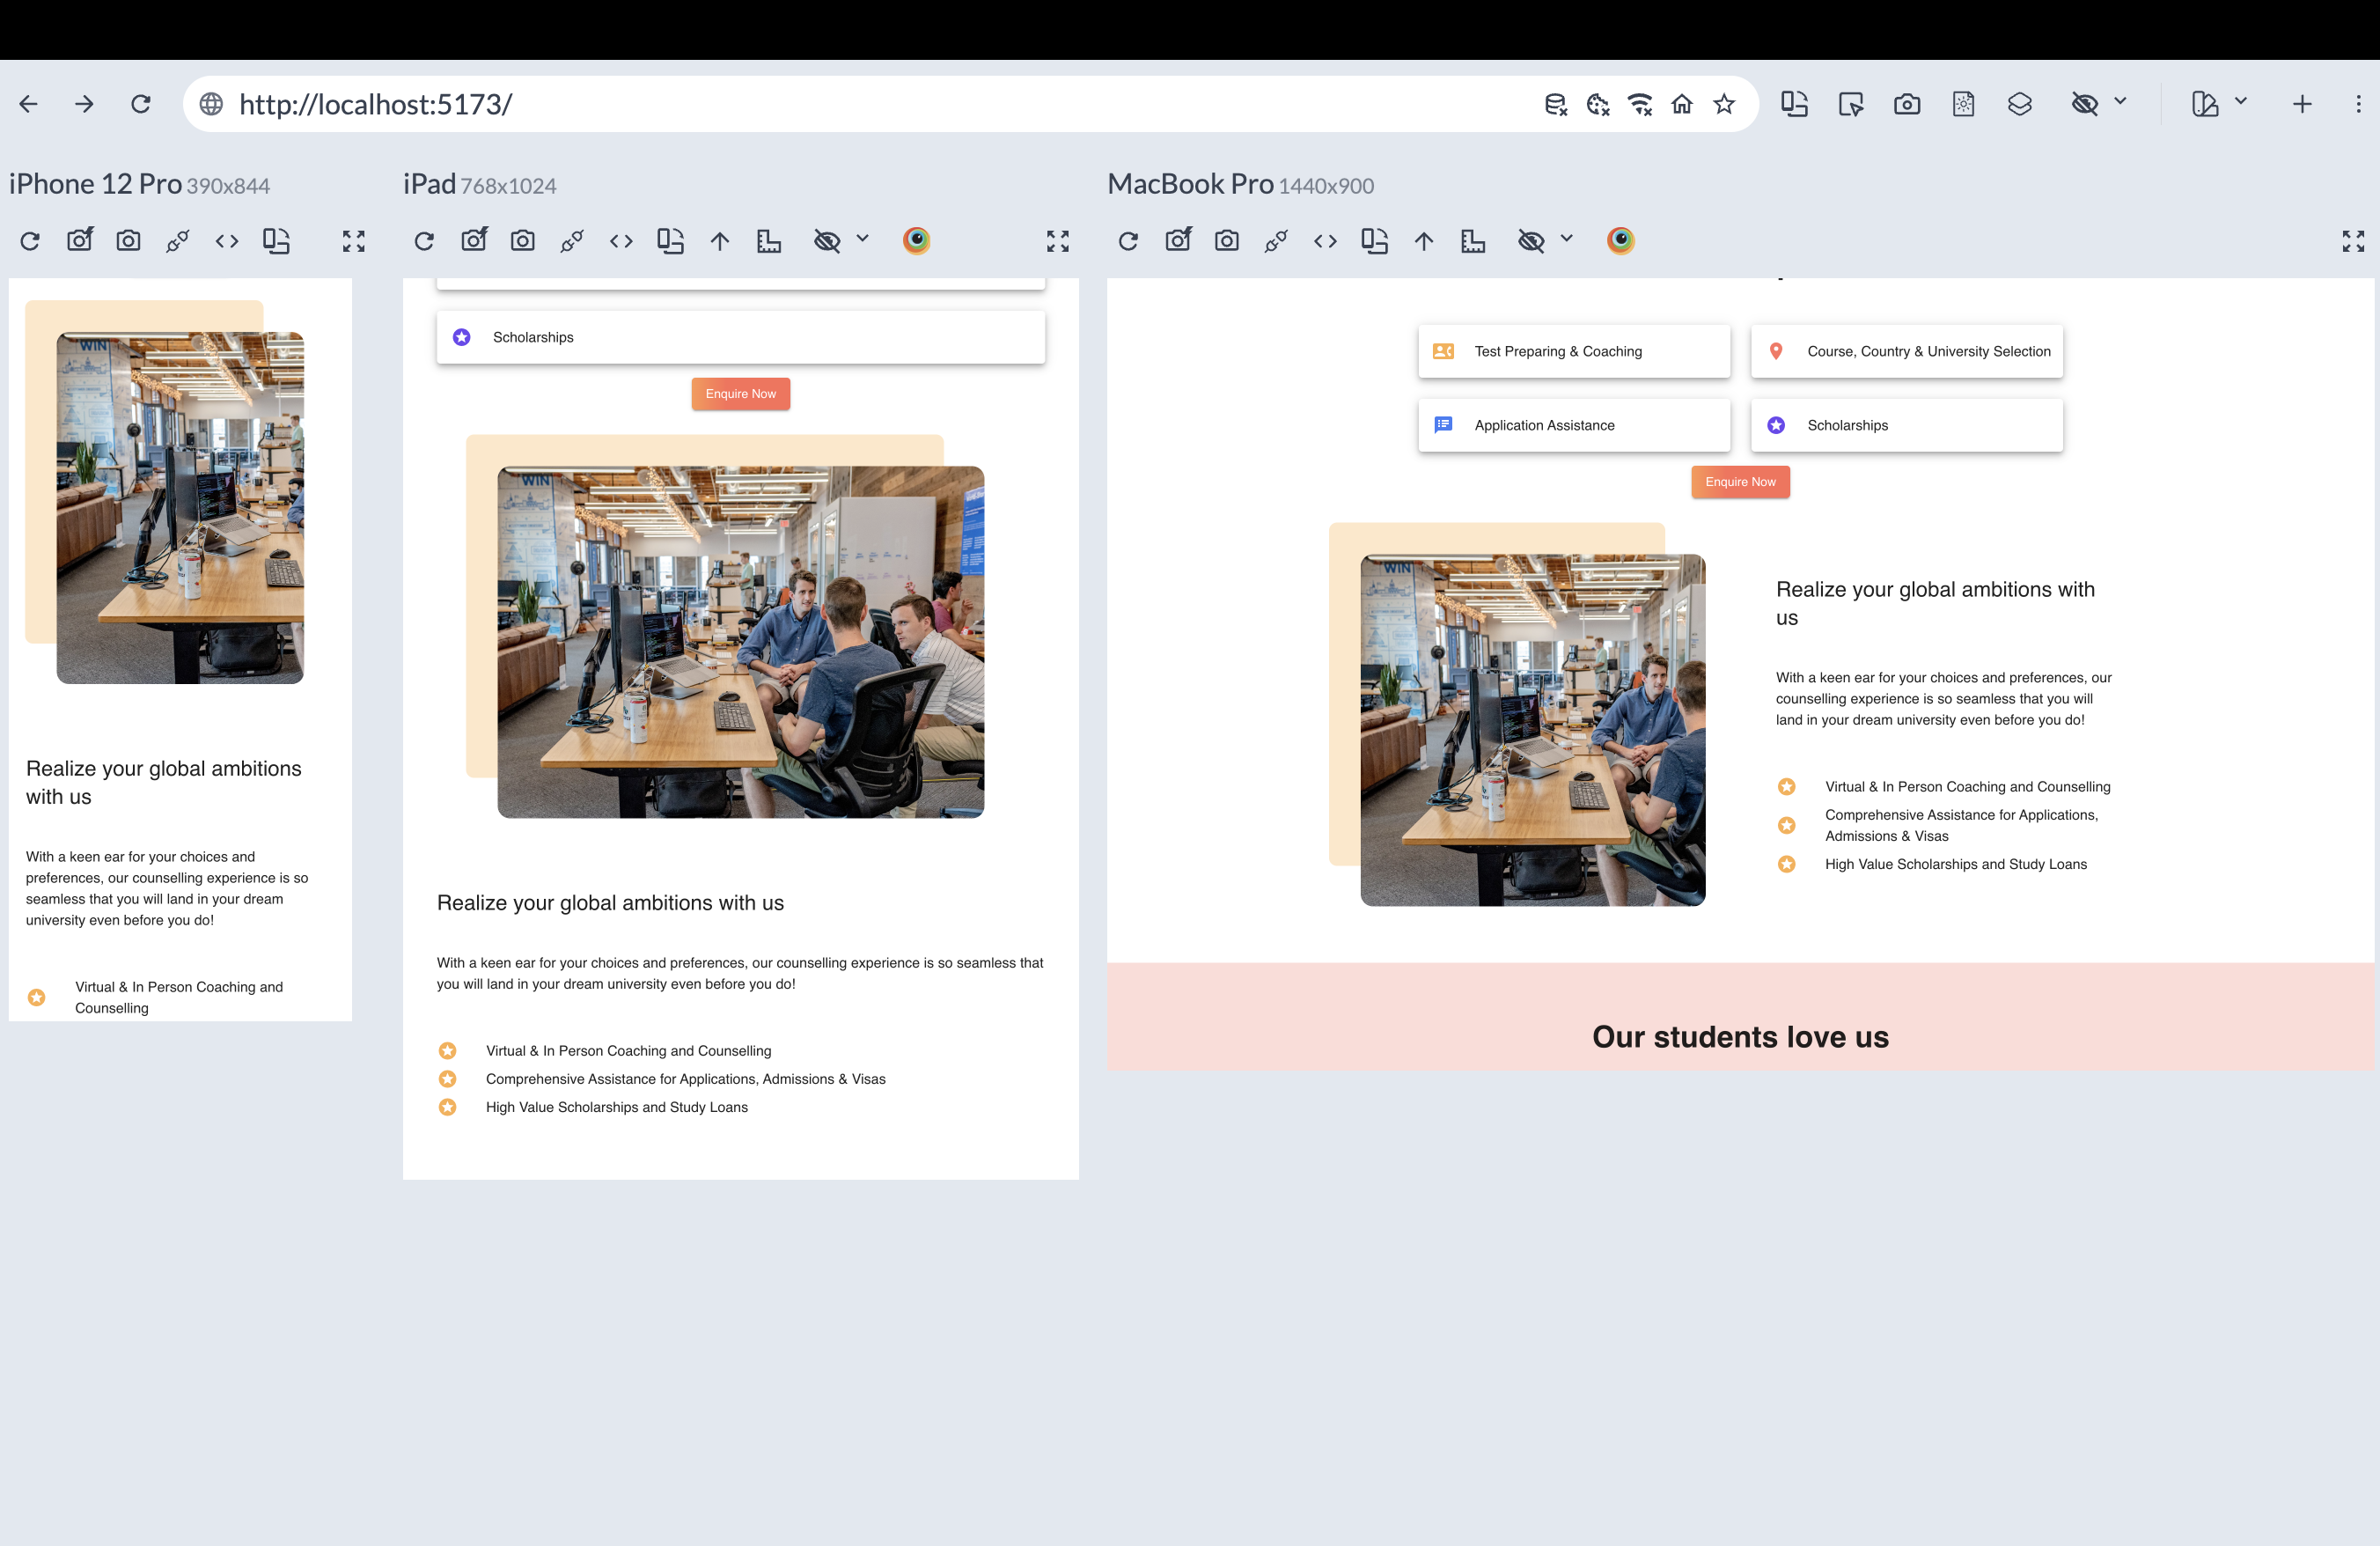 http://localhost:5173/
iPhone 12 Pro 390x844
WIN
Realize your global ambitions
with us
With a keen ear for your choices and
preferences, our counselling experience is so
seamless that you will land in your dream
university even before you do!
Virtual & In Person Coaching and
Counselling
iPad 768x1024
Scholarships
Enquire Now
WIN
Realize your global ambitions with us
With a keen ear for your choices and preferences, our counselling experience is so seamless that
you will land in your dream university even before you do!
Virtual & In Person Coaching and Counselling
Comprehensive Assistance for Applications, Admissions & Visas
High Value Scholarships and Study Loans
MacBook Pro 1440x900
Test Preparing & Coaching
Course, Country & University Selection
Application Assistance
Scholarships
Enquire Now
WIN
Realize your global ambitions with
us
With a keen ear for your choices and preferences, our
counselling experience is so seamless that you will
land in your dream university even before you do!
Virtual & In Person Coaching and Counselling
Comprehensive Assistance for Applications,
Admissions & Visas
High Value Scholarships and Study Loans
Our students love us